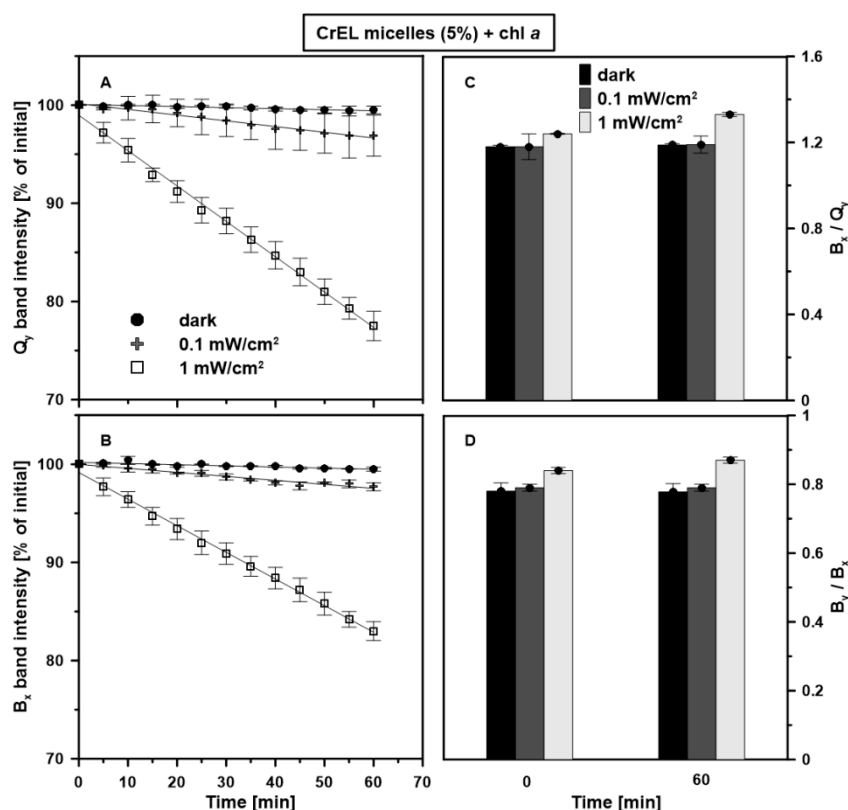 CrEL micelles (5%) + chl a
A
100
90
80
70
Qy band intensity [% of initial]
dark
0.1 mW/cm²
1 mW/cm²
C
dark
0.1 mW/cm²
1 mW/cm²
1.6
1.2
0.8
0.4
0
Bx / Qy
B
100
90
80
70
Bx band intensity [% of initial]
0 10 20 30 40 50 60 70
Time [min]
D
1
0.8
0.6
0.4
0.2
0
By / Bx
0 60
Time [min]